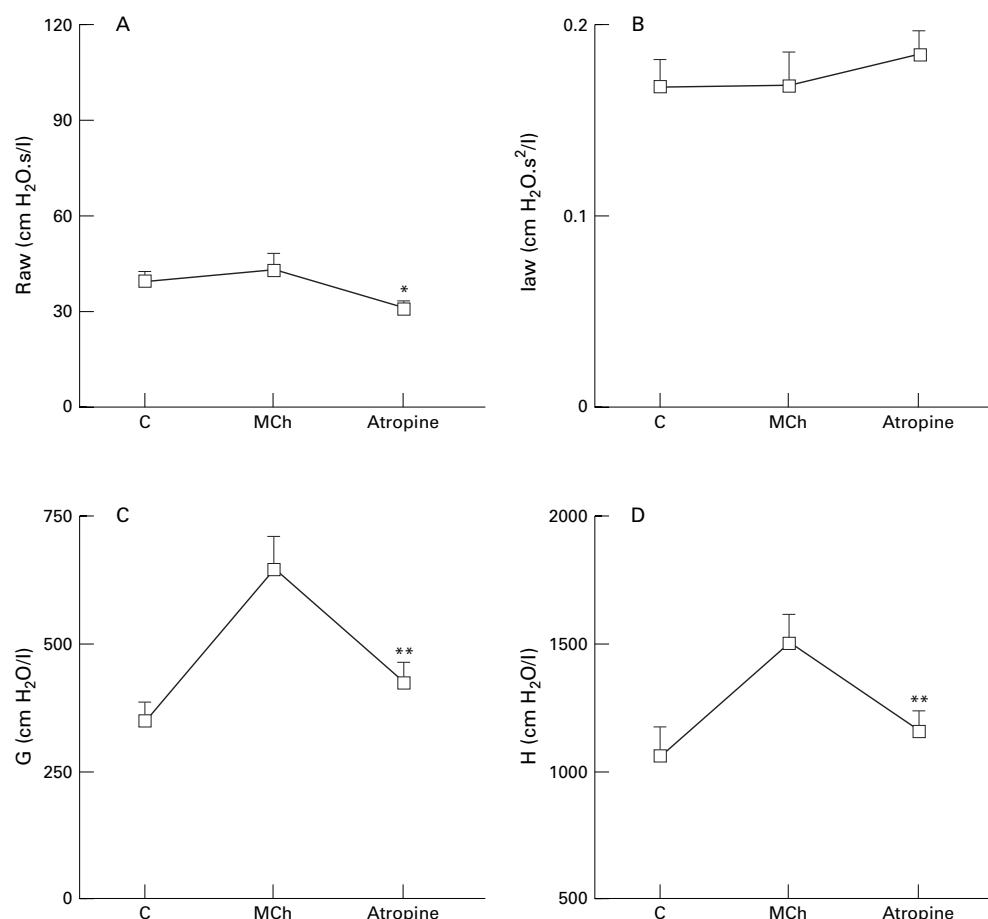 A
120
90
60
30
0
Raw (cm H₂O.s/l)
*
C MCh Atropine
B
0.2
0.1
0
Iaw (cm H₂O.s²/l)
C MCh Atropine
C
750
500
250
0
G (cm H₂O/l)
**
C MCh Atropine
D
2000
1500
1000
500
H (cm H₂O/l)
**
C MCh Atropine